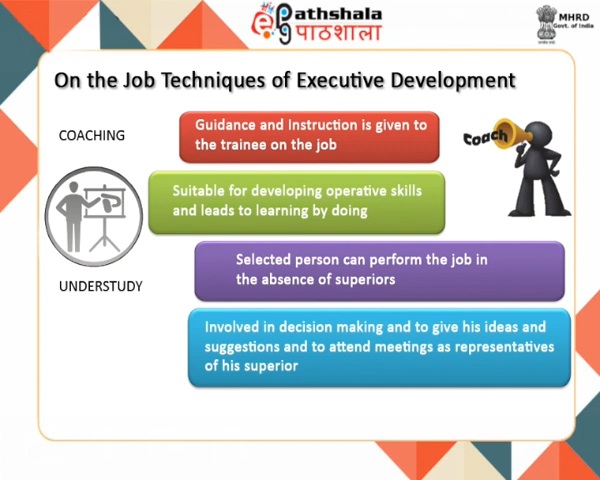 e Pathshala
Pg पाठशाला
MHRD
Govt. of India
On the Job Techniques of Executive Development
COACHING
Guidance and Instruction is given to
the trainee on the job
Coach
Suitable for developing operative skills
and leads to learning by doing
Selected person can perform the job in
the absence of superiors
UNDERSTUDY
Involved in decision making and to give his ideas and
suggestions and to attend meetings as representatives
of his superior